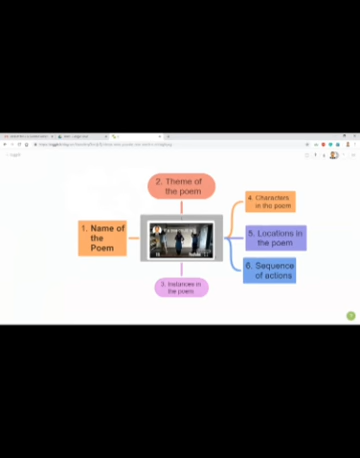 2. Theme of
the poem
4. Characters
in the poem
1. Name of
the
Poem
5. Locations in
the poem
6. Sequence
of actions
3. Instances in
the poem